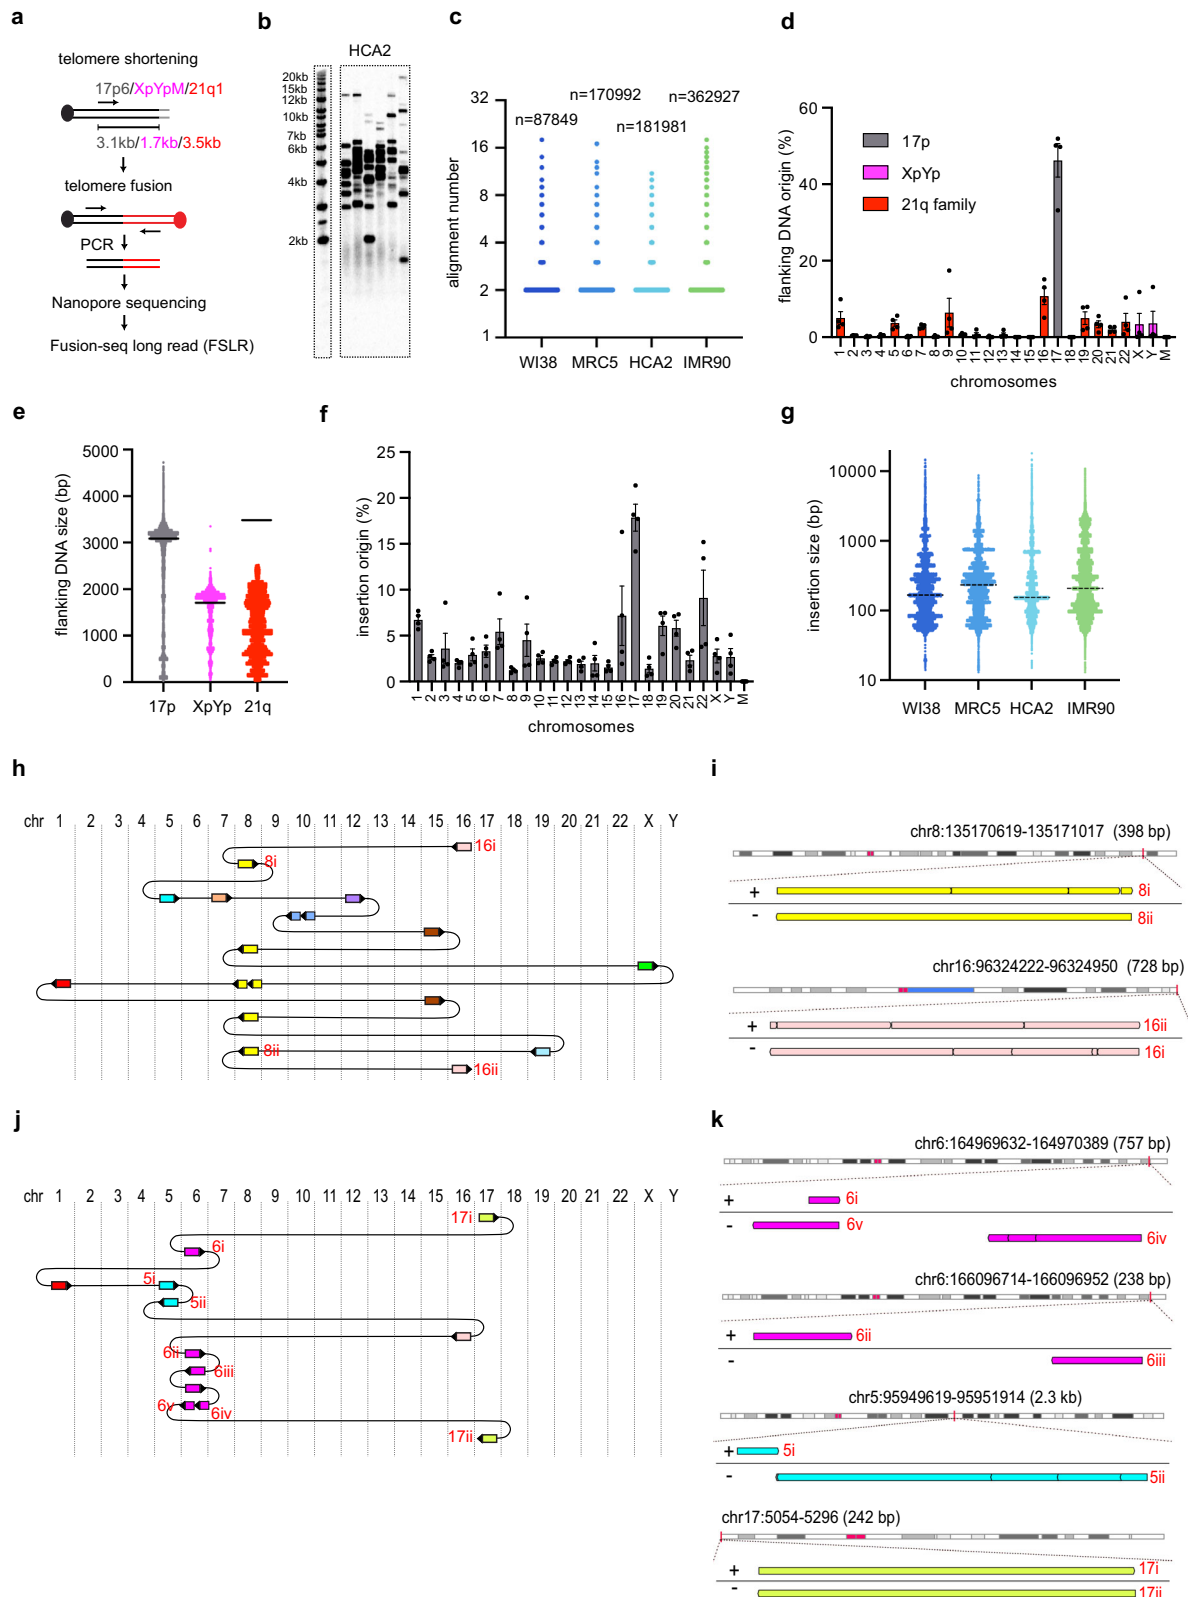 a
telomere shortening
17p6/XpYpM/21q1
3.1kb/1.7kb/3.5kb
telomere fusion
PCR
Nanopore sequencing
Fusion-seq long read (FSLR)
b
HCA2
20kb
15kb
12kb
10kb
7kb
6kb
4kb
2kb
c
alignment number
32
16
8
4
2
1
n=87849
n=170992
n=181981
n=362927
WI38 MRC5 HCA2 IMR90
d
flanking DNA origin (%)
60
40
20
0
17p
XpYp
21q family
1 2 3 4 5 6 7 8 9 10 11 12 13 14 15 16 17 18 19 20 21 22 X Y M
chromosomes
e
flanking DNA size (bp)
5000
4000
3000
2000
1000
0
17p XpYp 21q
f
insertion origin (%)
25
20
15
10
5
0
1 2 3 4 5 6 7 8 9 10 11 12 13 14 15 16 17 18 19 20 21 22 X Y M
chromosomes
g
insertion size (bp)
10000
1000
100
10
WI38 MRC5 HCA2 IMR90
h
chr 1 2 3 4 5 6 7 8 9 10 11 12 13 14 15 16 17 18 19 20 21 22 X Y
16i
8i
8ii
16ii
i
chr8:135170619-135171017 (398 bp)
+ 8i
- 8ii
chr16:96324222-96324950 (728 bp)
+ 16ii
- 16i
j
chr 1 2 3 4 5 6 7 8 9 10 11 12 13 14 15 16 17 18 19 20 21 22 X Y
17i
6i
5i
5ii
6ii
6iii
6v
6iv
17ii
k
chr6:164969632-164970389 (757 bp)
+ 6i
- 6v
6iv
chr6:166096714-166096952 (238 bp)
+ 6ii
- 6iii
chr5:95949619-95951914 (2.3 kb)
+ 5i
- 5ii
chr17:5054-5296 (242 bp)
+ 17i
- 17ii